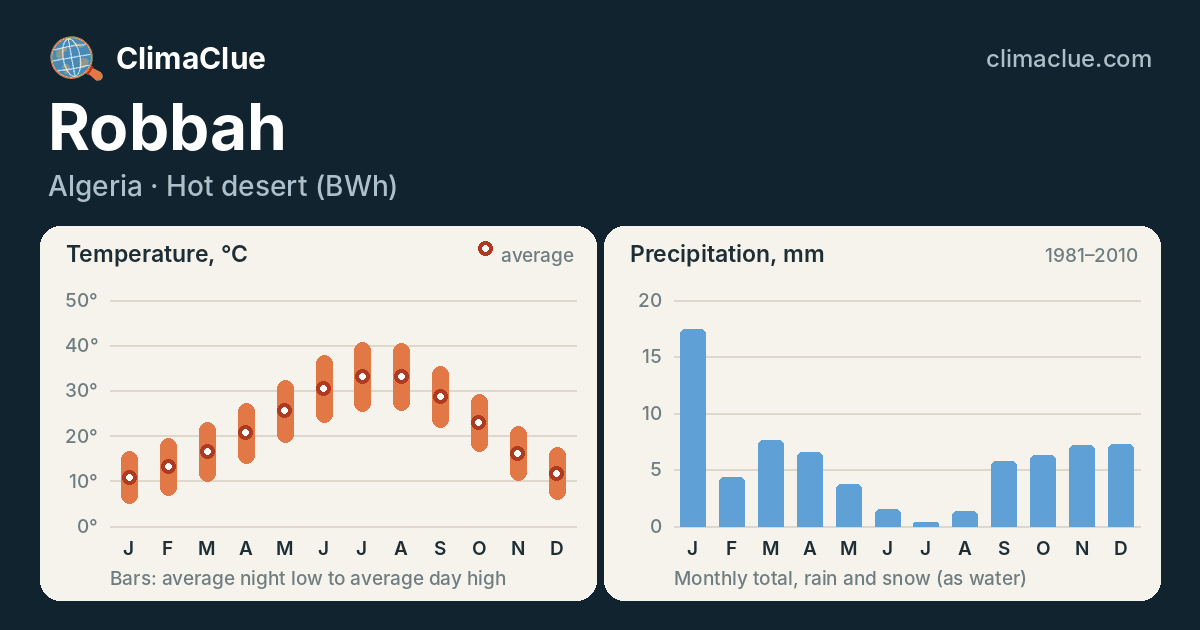 ClimaClue
climaclue.com
Robbah
Algeria · Hot desert (BWh)
Temperature, °C
average
50°
40°
30°
20°
10°
0°
J F M A M J J A S O N D
Bars: average night low to average day high
Precipitation, mm
1981–2010
20
15
10
5
0
J F M A M J J A S O N D
Monthly total, rain and snow (as water)